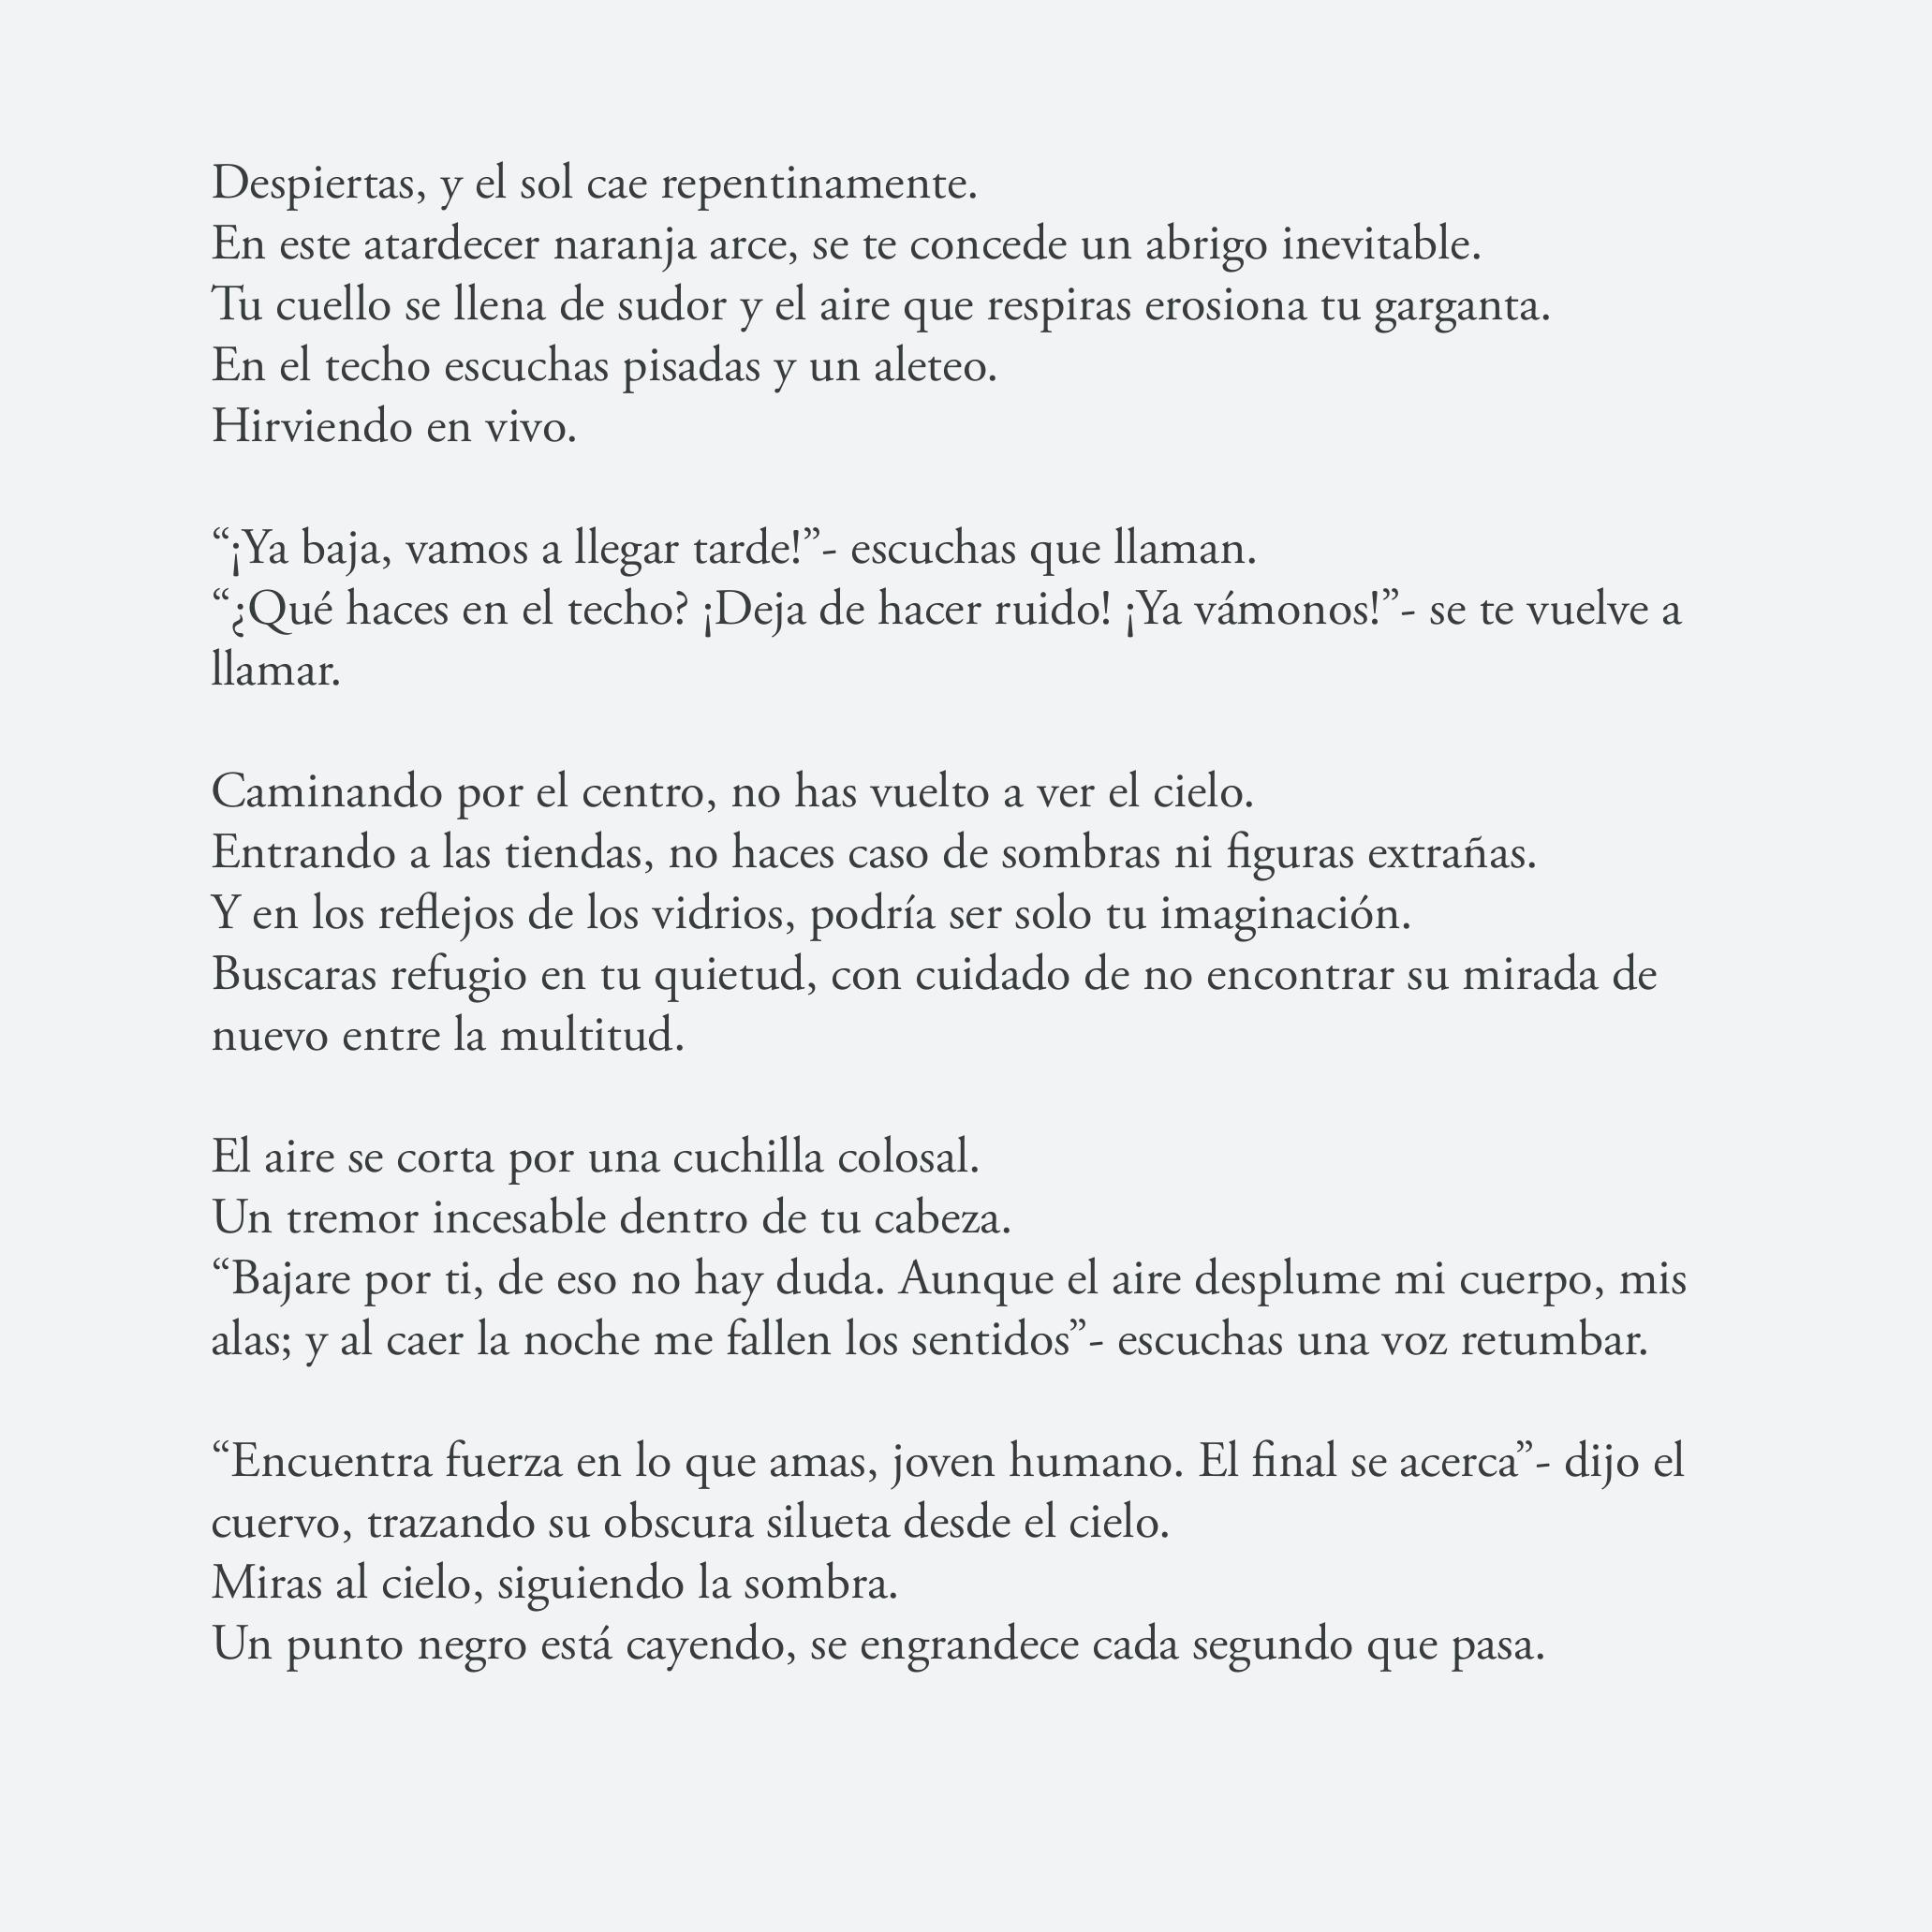 Despiertas, y el sol cae repentinamente.
En este atardecer naranja arce, se te concede un abrigo inevitable.
Tu cuello se llena de sudor y el aire que respiras erosiona tu garganta.
En el techo escuchas pisadas y un aleteo.
Hirviendo en vivo.
“¡Ya baja, vamos a llegar tarde!”- escuchas que llaman.
“¿Qué haces en el techo? ¡Deja de hacer ruido! ¡Ya vámonos!”- se te vuelve a
llamar.
Caminando por el centro, no has vuelto a ver el cielo.
Entrando a las tiendas, no haces caso de sombras ni figuras extrañas.
Y en los reflejos de los vidrios, podría ser solo tu imaginación.
Buscaras refugio en tu quietud, con cuidado de no encontrar su mirada de
nuevo entre la multitud.
El aire se corta por una cuchilla colosal.
Un tremor incesable dentro de tu cabeza.
“Bajare por ti, de eso no hay duda. Aunque el aire desplume mi cuerpo, mis
alas; y al caer la noche me fallen los sentidos”- escuchas una voz retumbar.
“Encuentra fuerza en lo que amas, joven humano. El final se acerca”- dijo el
cuervo, trazando su obscura silueta desde el cielo.
Miras al cielo, siguiendo la sombra.
Un punto negro está cayendo, se engrandece cada segundo que pasa.